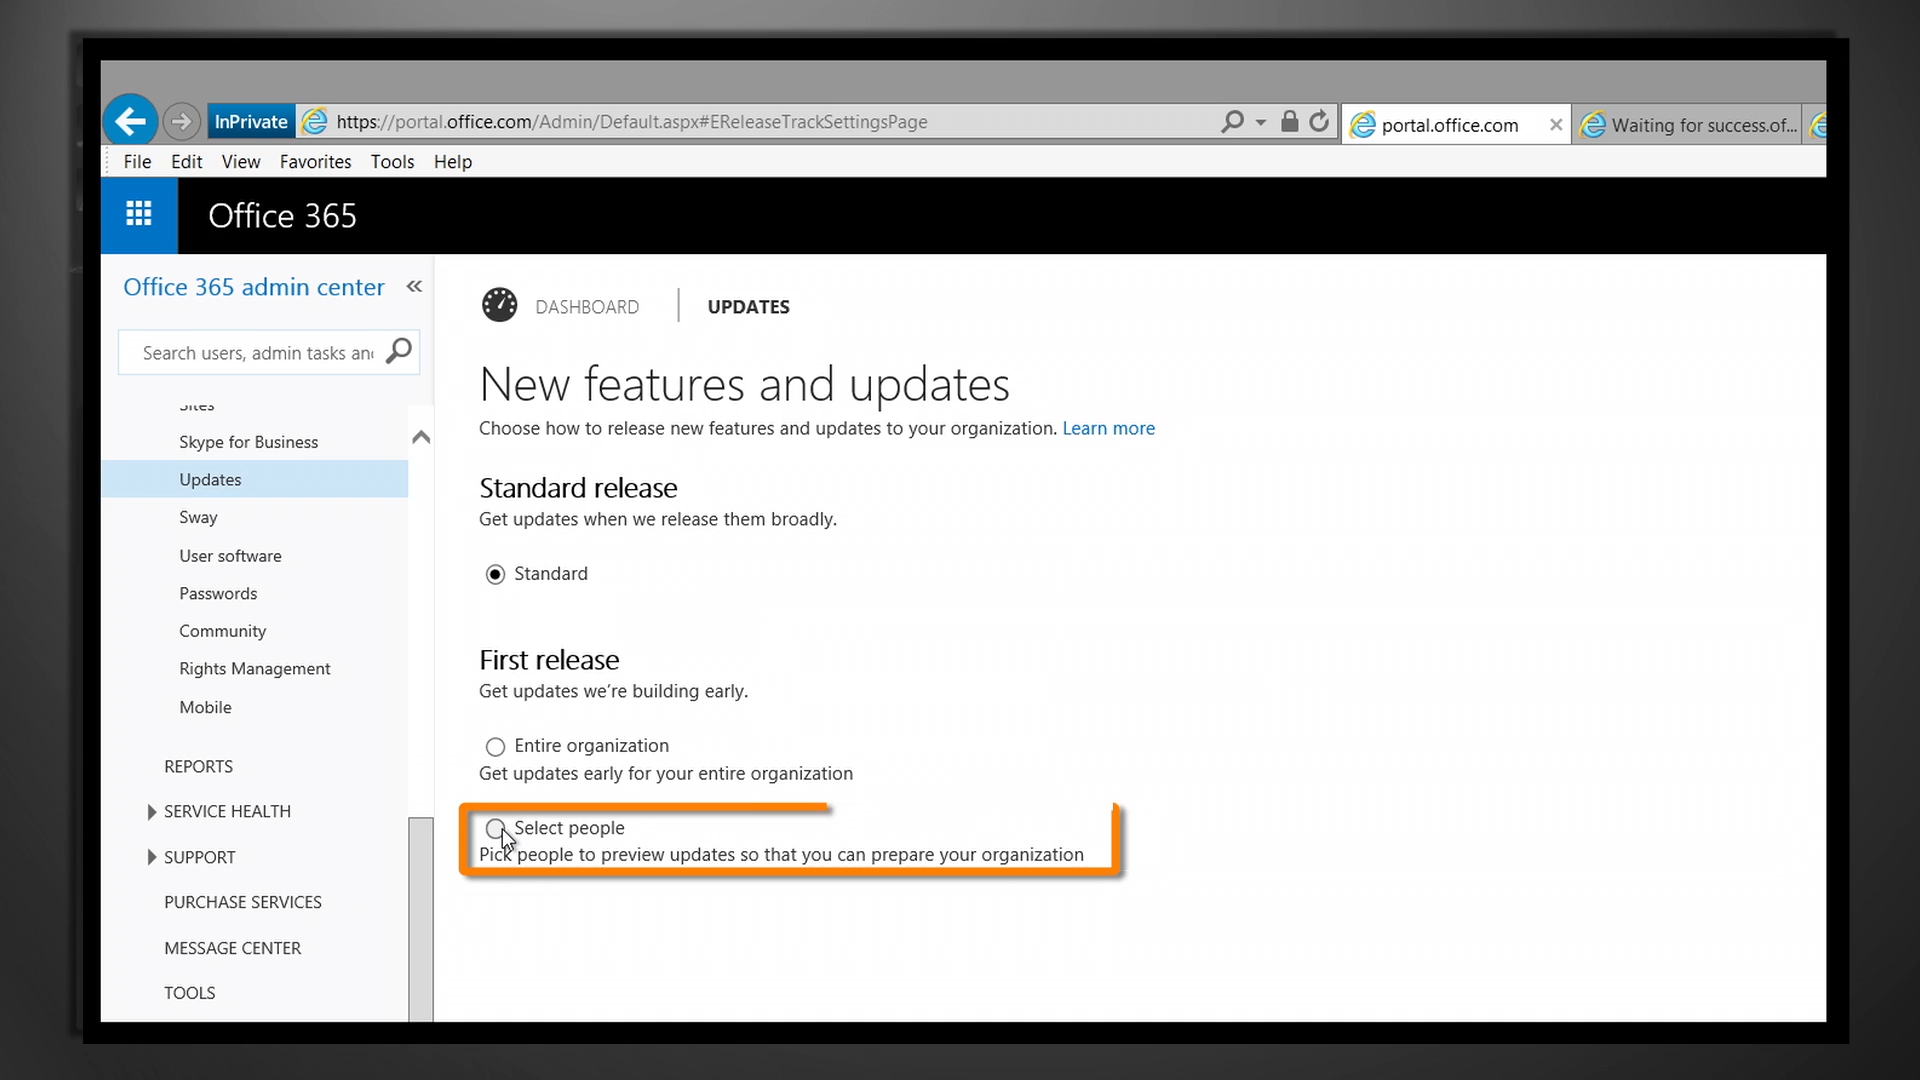 InPrivate https://portal.office.com/Admin/Default.aspx#EReleaseTrackSettingsPage portal.office.com Waiting for success.of...
File Edit View Favorites Tools Help
Office 365
Office 365 admin center
Search users, admin tasks and
Sites
Skype for Business
Updates
Sway
User software
Passwords
Community
Rights Management
Mobile
REPORTS
SERVICE HEALTH
SUPPORT
PURCHASE SERVICES
MESSAGE CENTER
TOOLS
DASHBOARD UPDATES
New features and updates
Choose how to release new features and updates to your organization. Learn more
Standard release
Get updates when we release them broadly.
Standard
First release
Get updates we're building early.
Entire organization
Get updates early for your entire organization
Select people
Pick people to preview updates so that you can prepare your organization